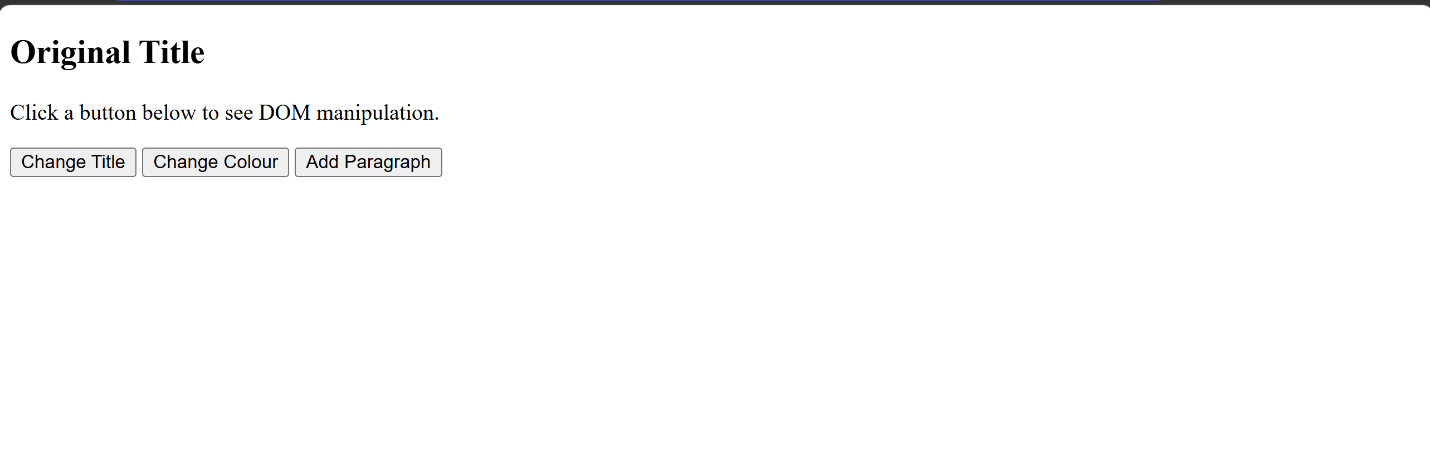 Original Title
Click a button below to see DOM manipulation.
Change Title Change Colour Add Paragraph